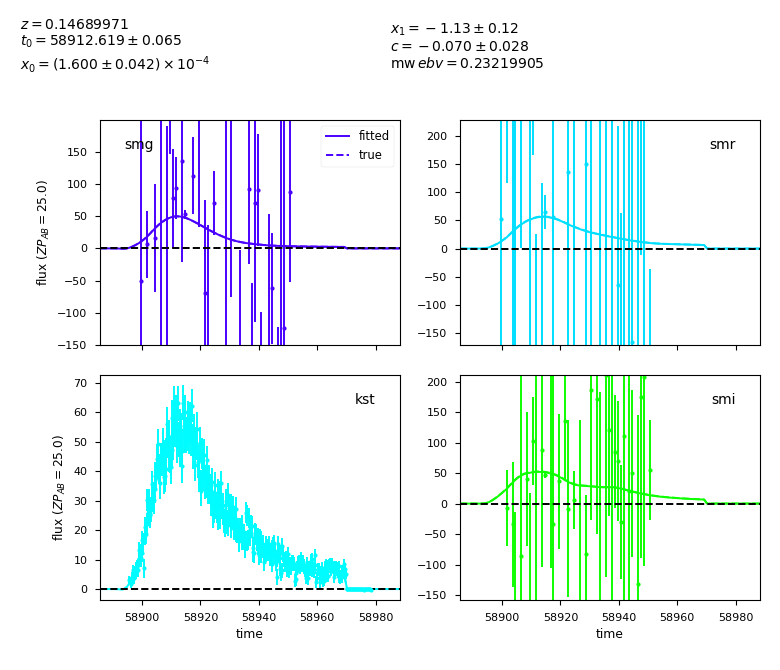 z = 0.14689971
t₀ = 58912.619 ± 0.065
x₀ = (1.600 ± 0.042) × 10⁻⁴
x₁ = −1.13 ± 0.12
c = −0.070 ± 0.028
mw ebv = 0.23219905
smg
fitted
true
150
100
50
0
−50
−100
−150
flux (ZP_AB = 25.0)
smr
200
150
100
50
0
−50
−100
−150
kst
70
60
50
40
30
20
10
0
flux (ZP_AB = 25.0)
58900 58920 58940 58960 58980
time
smi
200
150
100
50
0
−50
−100
−150
58900 58920 58940 58960 58980
time